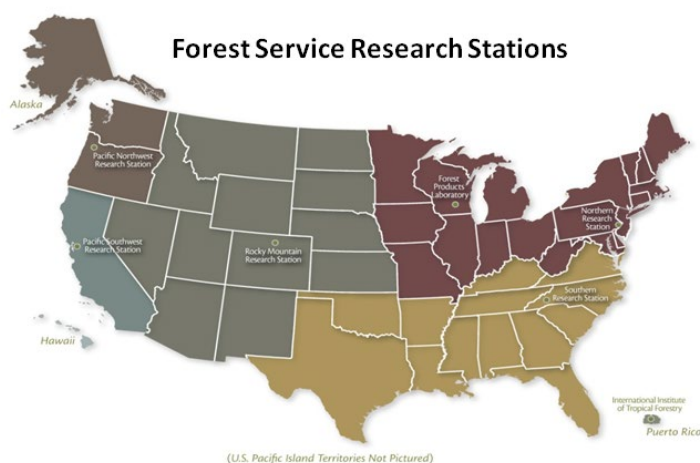 Forest Service Research Stations
Alaska
Pacific Northwest
Research Station
Forest
Products
Laboratory
Northern
Research
Station
Pacific Southwest
Research Station
Rocky Mountain
Research Station
Southern
Research Station
Hawaii
International Institute
of Tropical Forestry
Puerto Rico
(U.S. Pacific Island Territories Not Pictured)